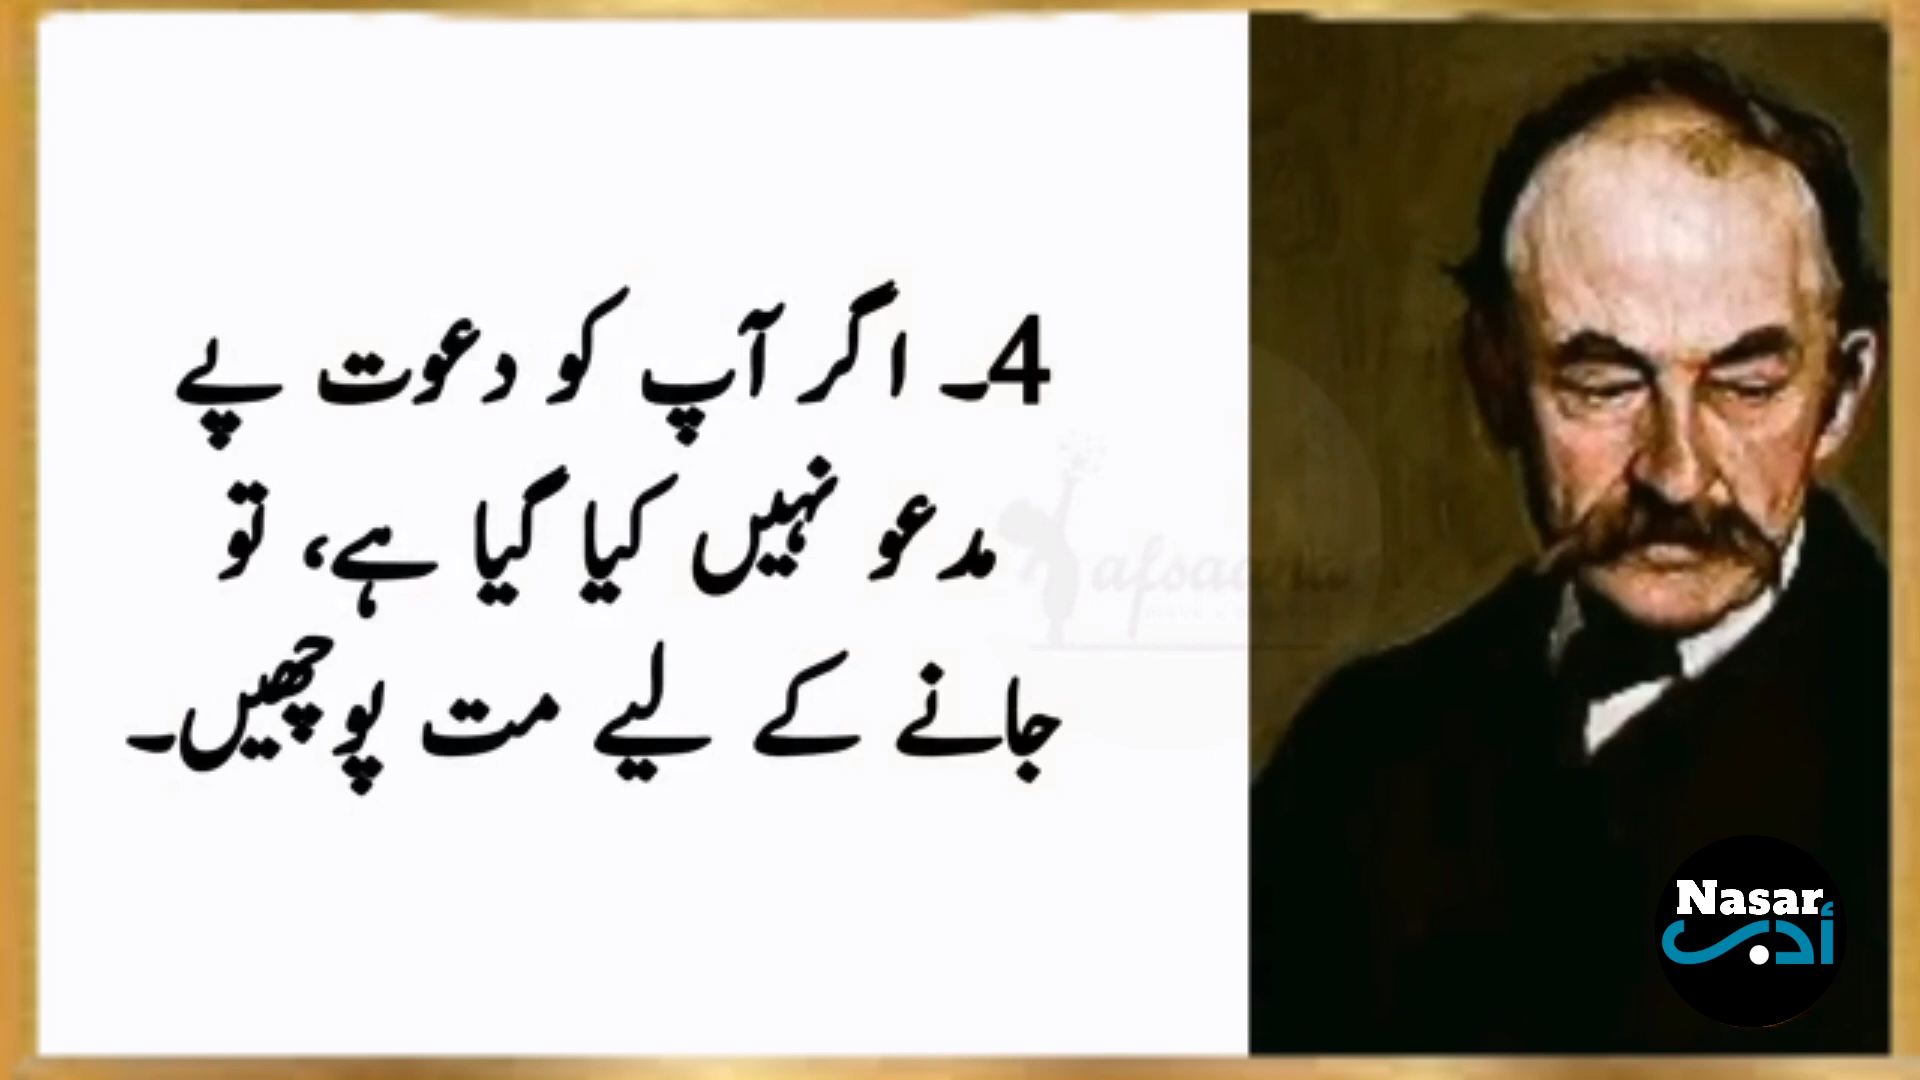 4۔ اگر آپ کو دعوت پے
مدعو نہیں کیا گیا ہے، تو
جانے کے لیے مت پوچھیں۔
Nasar
أدب